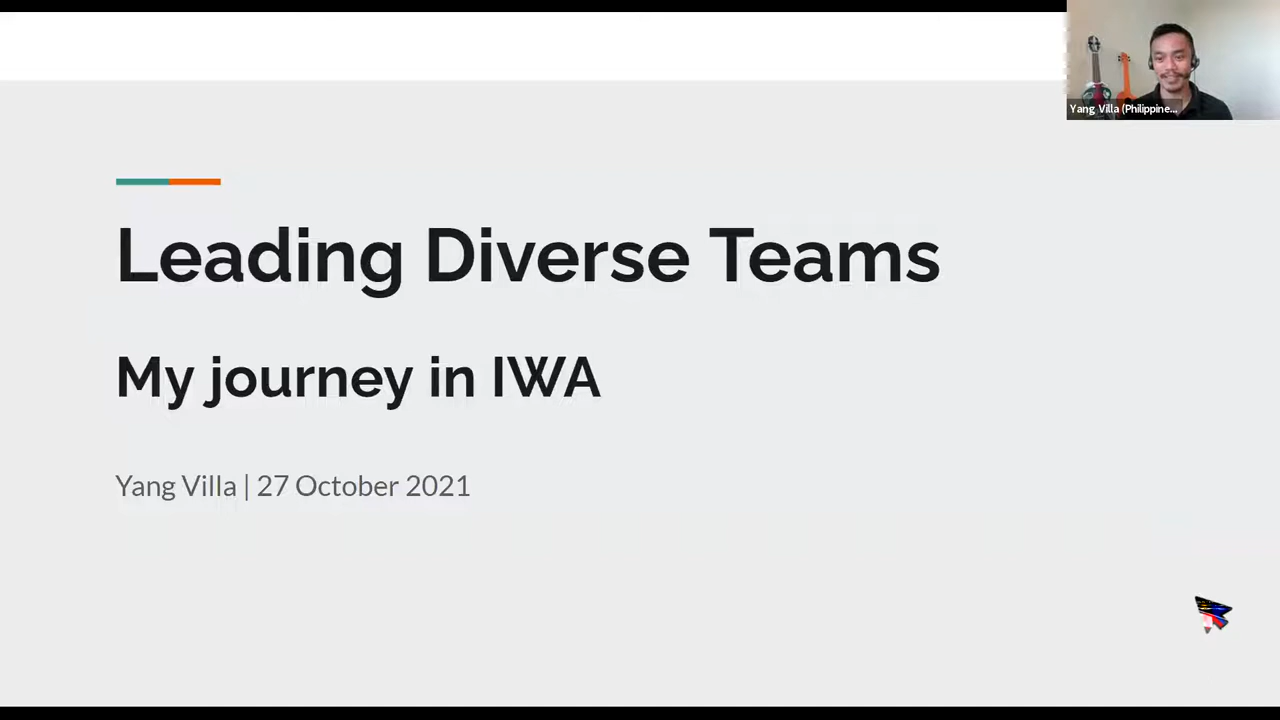 Yang Villa (Philippine...
Leading Diverse Teams
My journey in IWA
Yang Villa | 27 October 2021